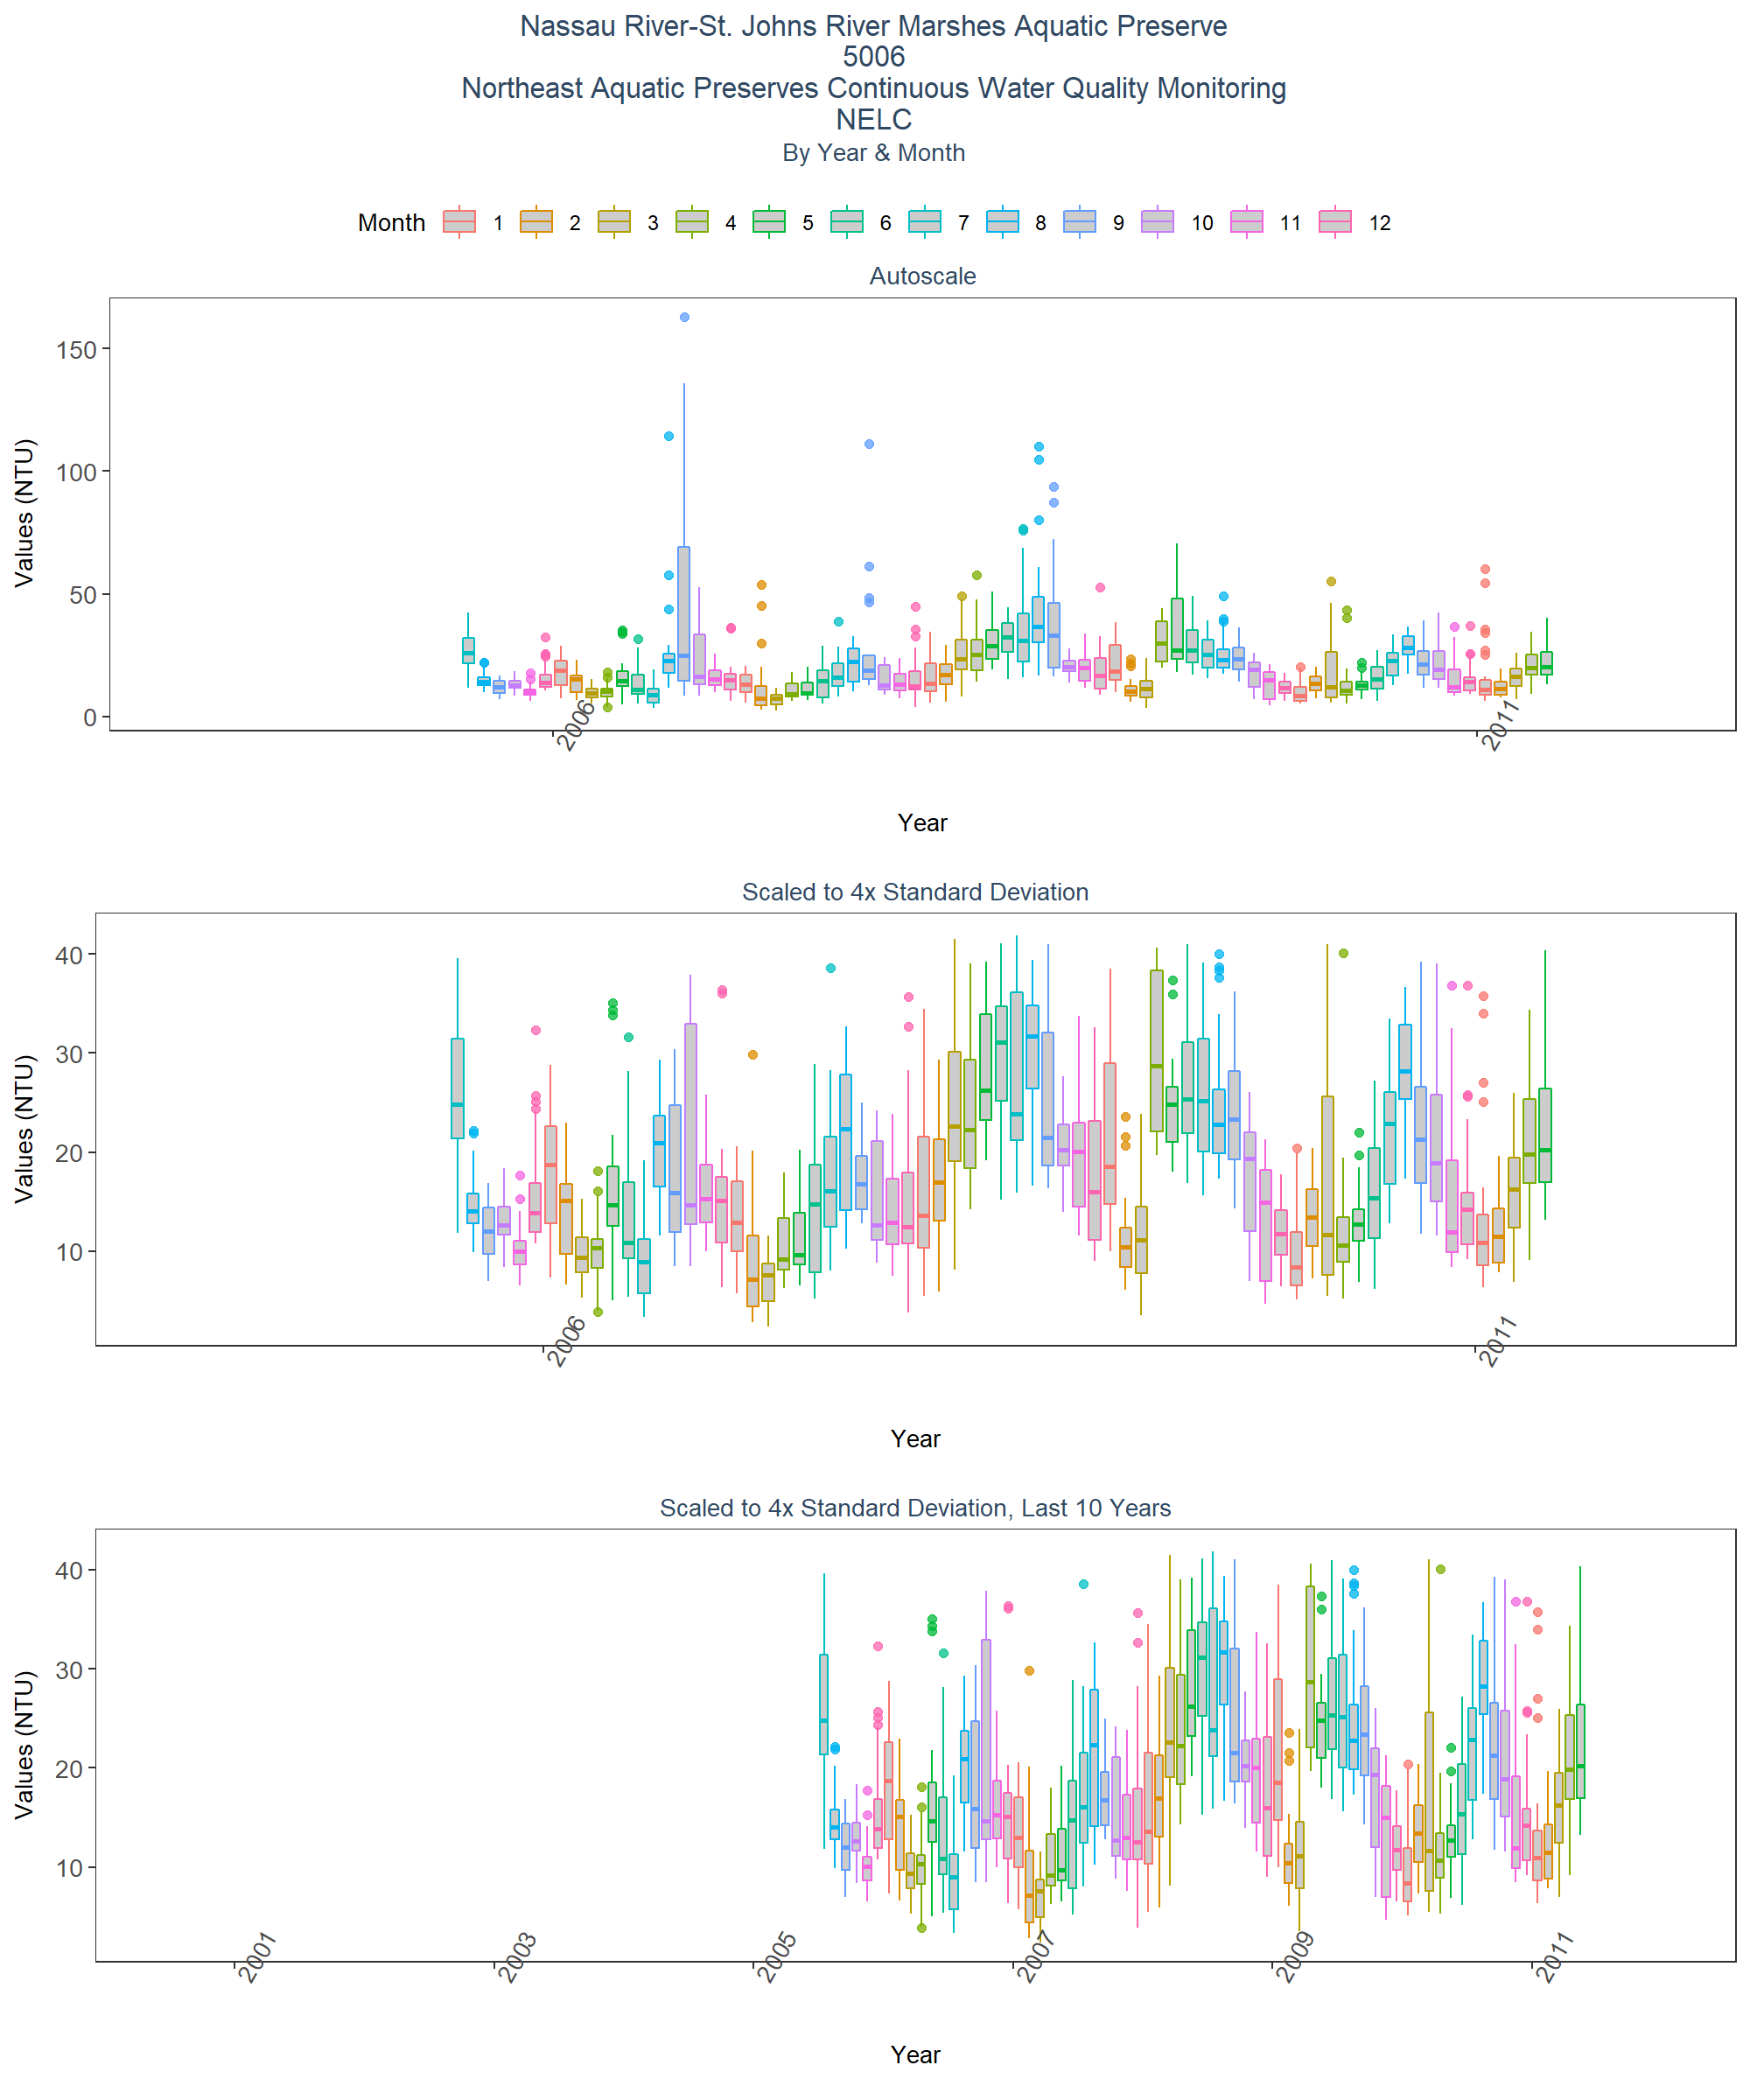 Nassau River-St. Johns River Marshes Aquatic Preserve
5006
Northeast Aquatic Preserves Continuous Water Quality Monitoring
NELC
By Year & Month
Month 1 2 3 4 5 6 7 8 9 10 11 12
Autoscale
Values (NTU)
150
100
50
0
2006 2011
Year
Scaled to 4x Standard Deviation
Values (NTU)
40
30
20
10
2006 2011
Year
Scaled to 4x Standard Deviation, Last 10 Years
Values (NTU)
40
30
20
10
2001 2003 2005 2007 2009 2011
Year